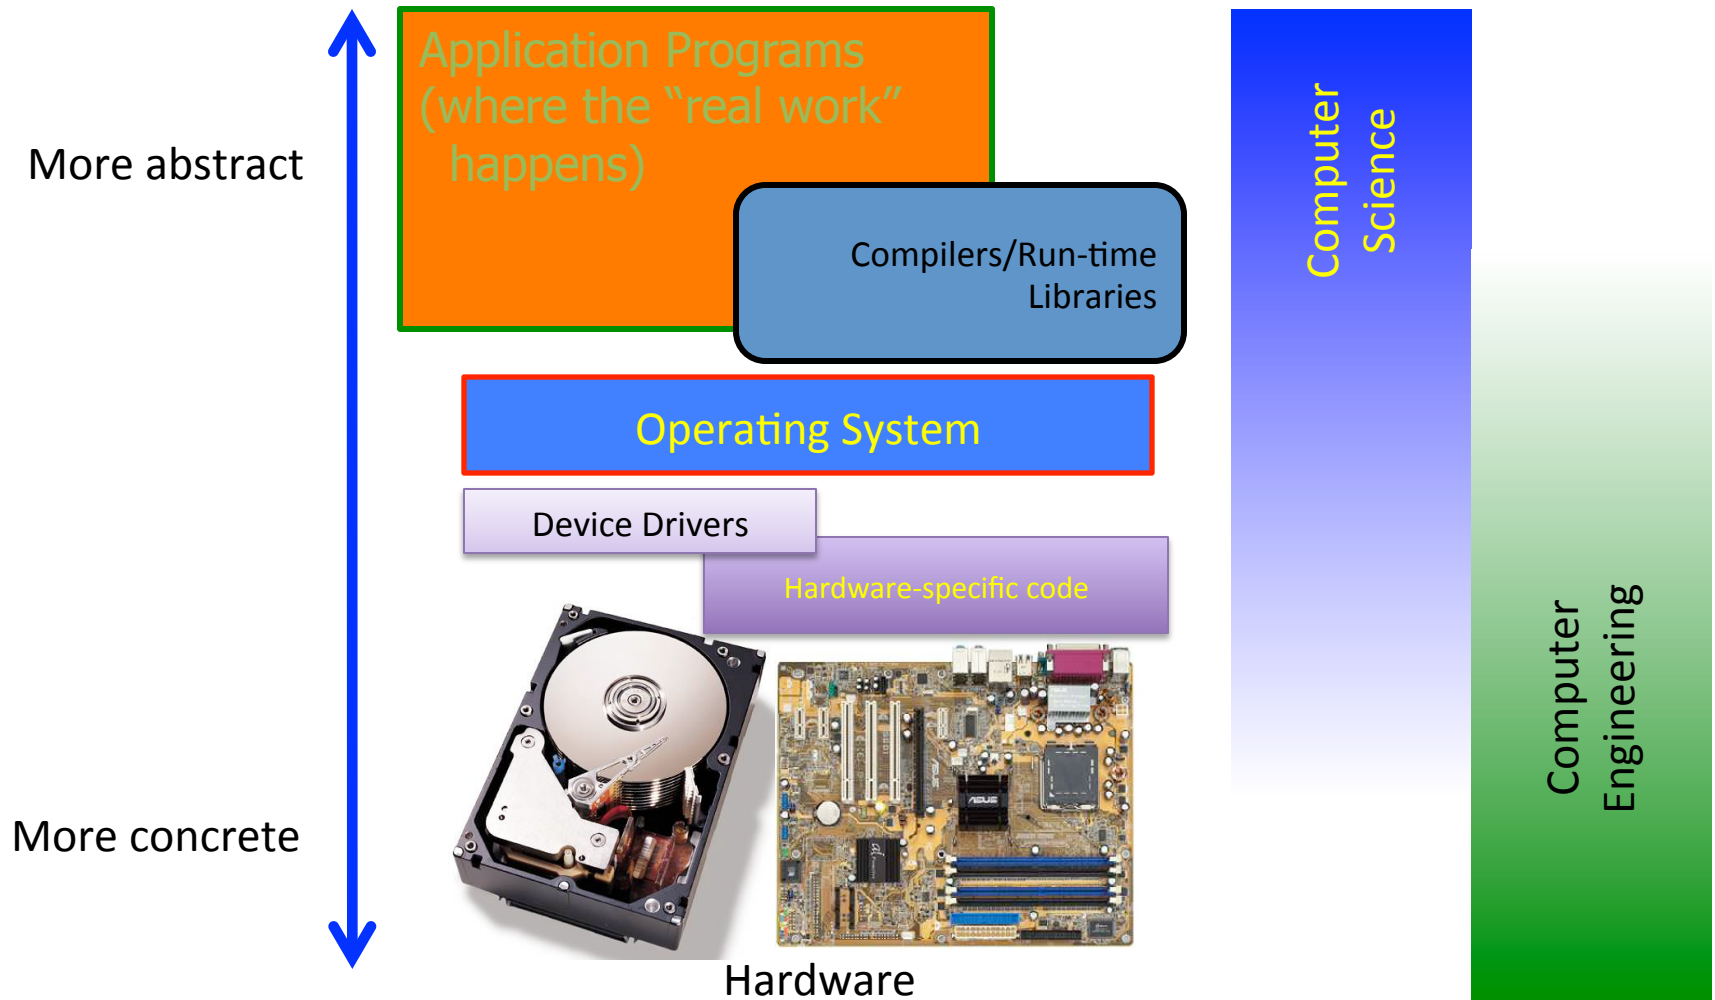 Application Programs
(where the “real work”
happens)
More abstract
Compilers/Run-time
Libraries
Operating System
Device Drivers
Hardware-specific code
More concrete
ASUS
Hardware
Computer
Science
Computer
Engineering